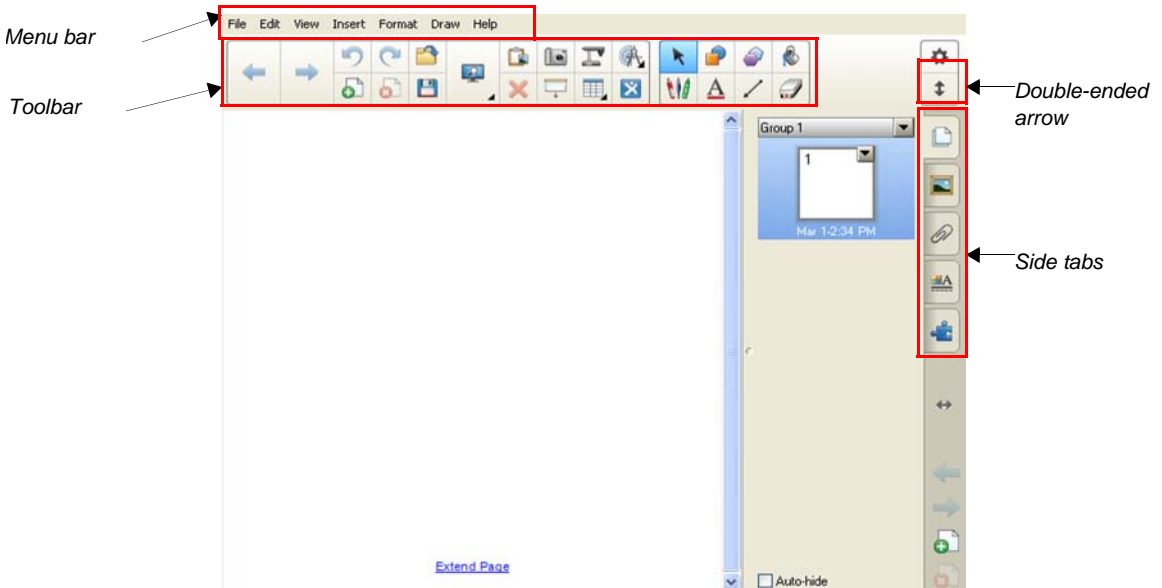 File Edit View Insert Format Draw Help
Menu bar
Toolbar
Double-ended
arrow
Group 1
1
Mar 1-2:34 PM
Side tabs
Extend Page
Auto-hide